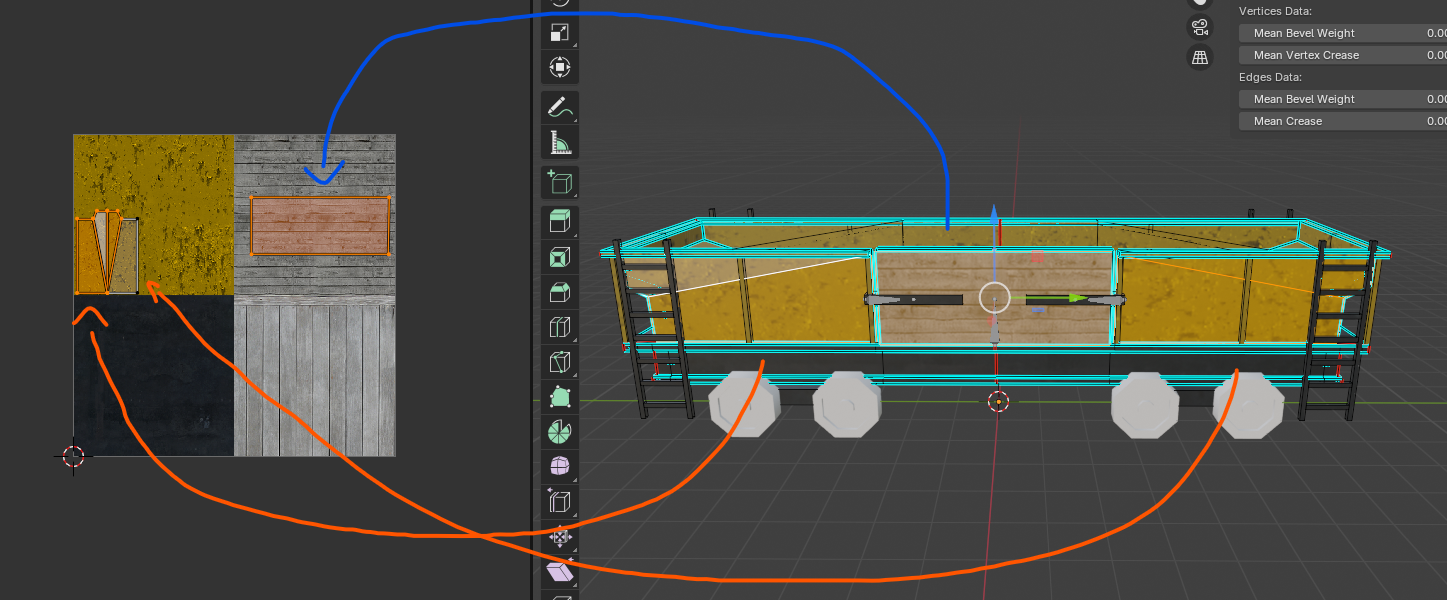 Vertices Data:
Mean Bevel Weight 0.00
Mean Vertex Crease 0.00
Edges Data:
Mean Bevel Weight 0.00
Mean Crease 0.00